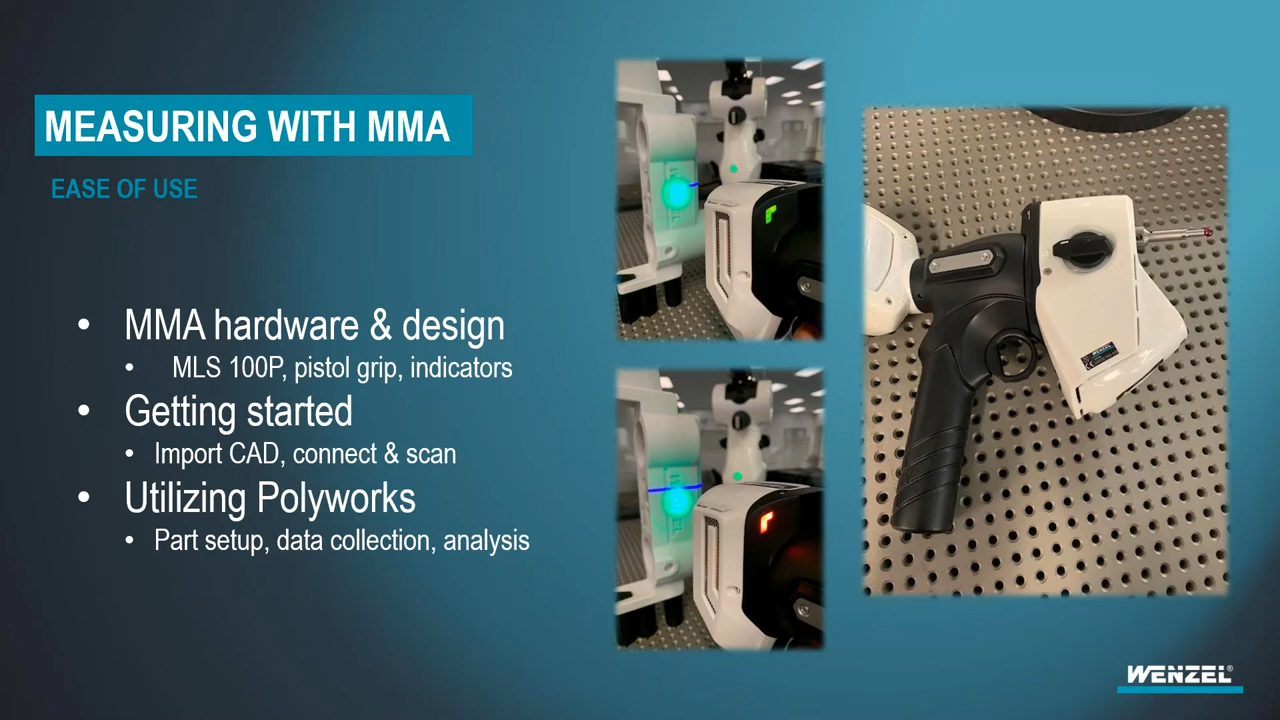 MEASURING WITH MMA
EASE OF USE
• MMA hardware & design
• MLS 100P, pistol grip, indicators
• Getting started
• Import CAD, connect & scan
• Utilizing Polyworks
• Part setup, data collection, analysis
WENZEL®